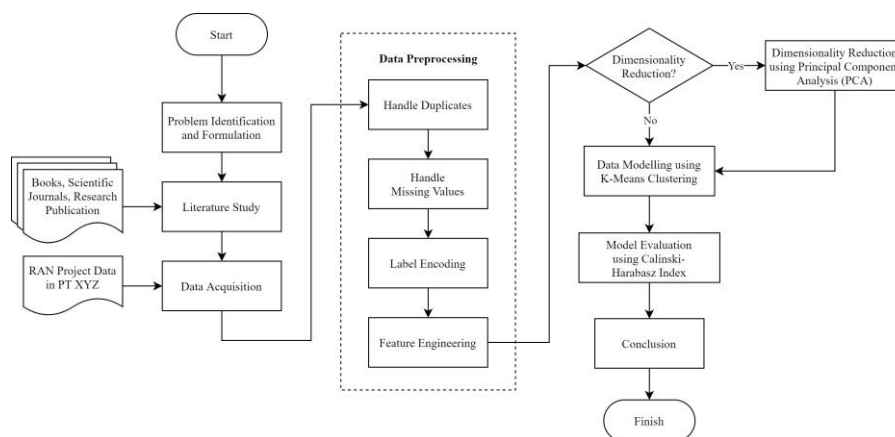 Start
Problem Identification
and Formulation
Books, Scientific
Journals, Research
Publication
Literature Study
RAN Project Data
in PT XYZ
Data Acquisition
Data Preprocessing
Handle Duplicates
Handle
Missing Values
Label Encoding
Feature Engineering
Dimensionality
Reduction?
Yes
Dimensionality Reduction
using Principal Component
Analysis (PCA)
No
Data Modelling using
K-Means Clustering
Model Evaluation
using Calinski-
Harabasz Index
Conclusion
Finish